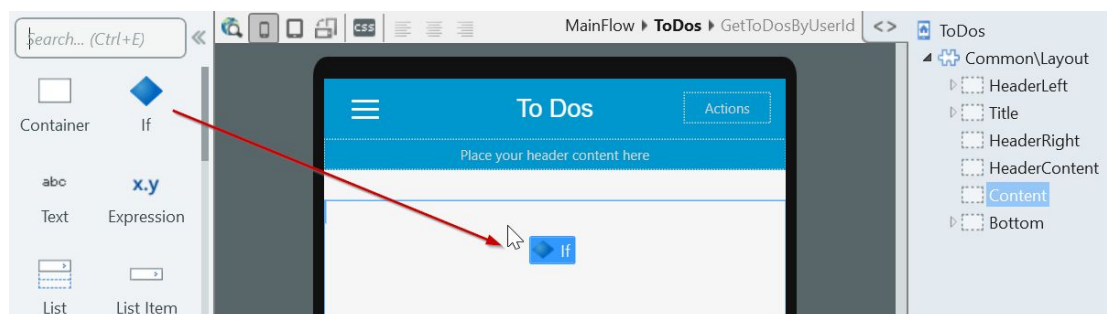 Search... (Ctrl+E)
Container
If
abc
x.y
Text
Expression
List
List Item
css
MainFlow ToDos GetToDosByUserId
<>
To Dos
Actions
Place your header content here
If
ToDos
Common\Layout
HeaderLeft
Title
HeaderRight
HeaderContent
Content
Bottom